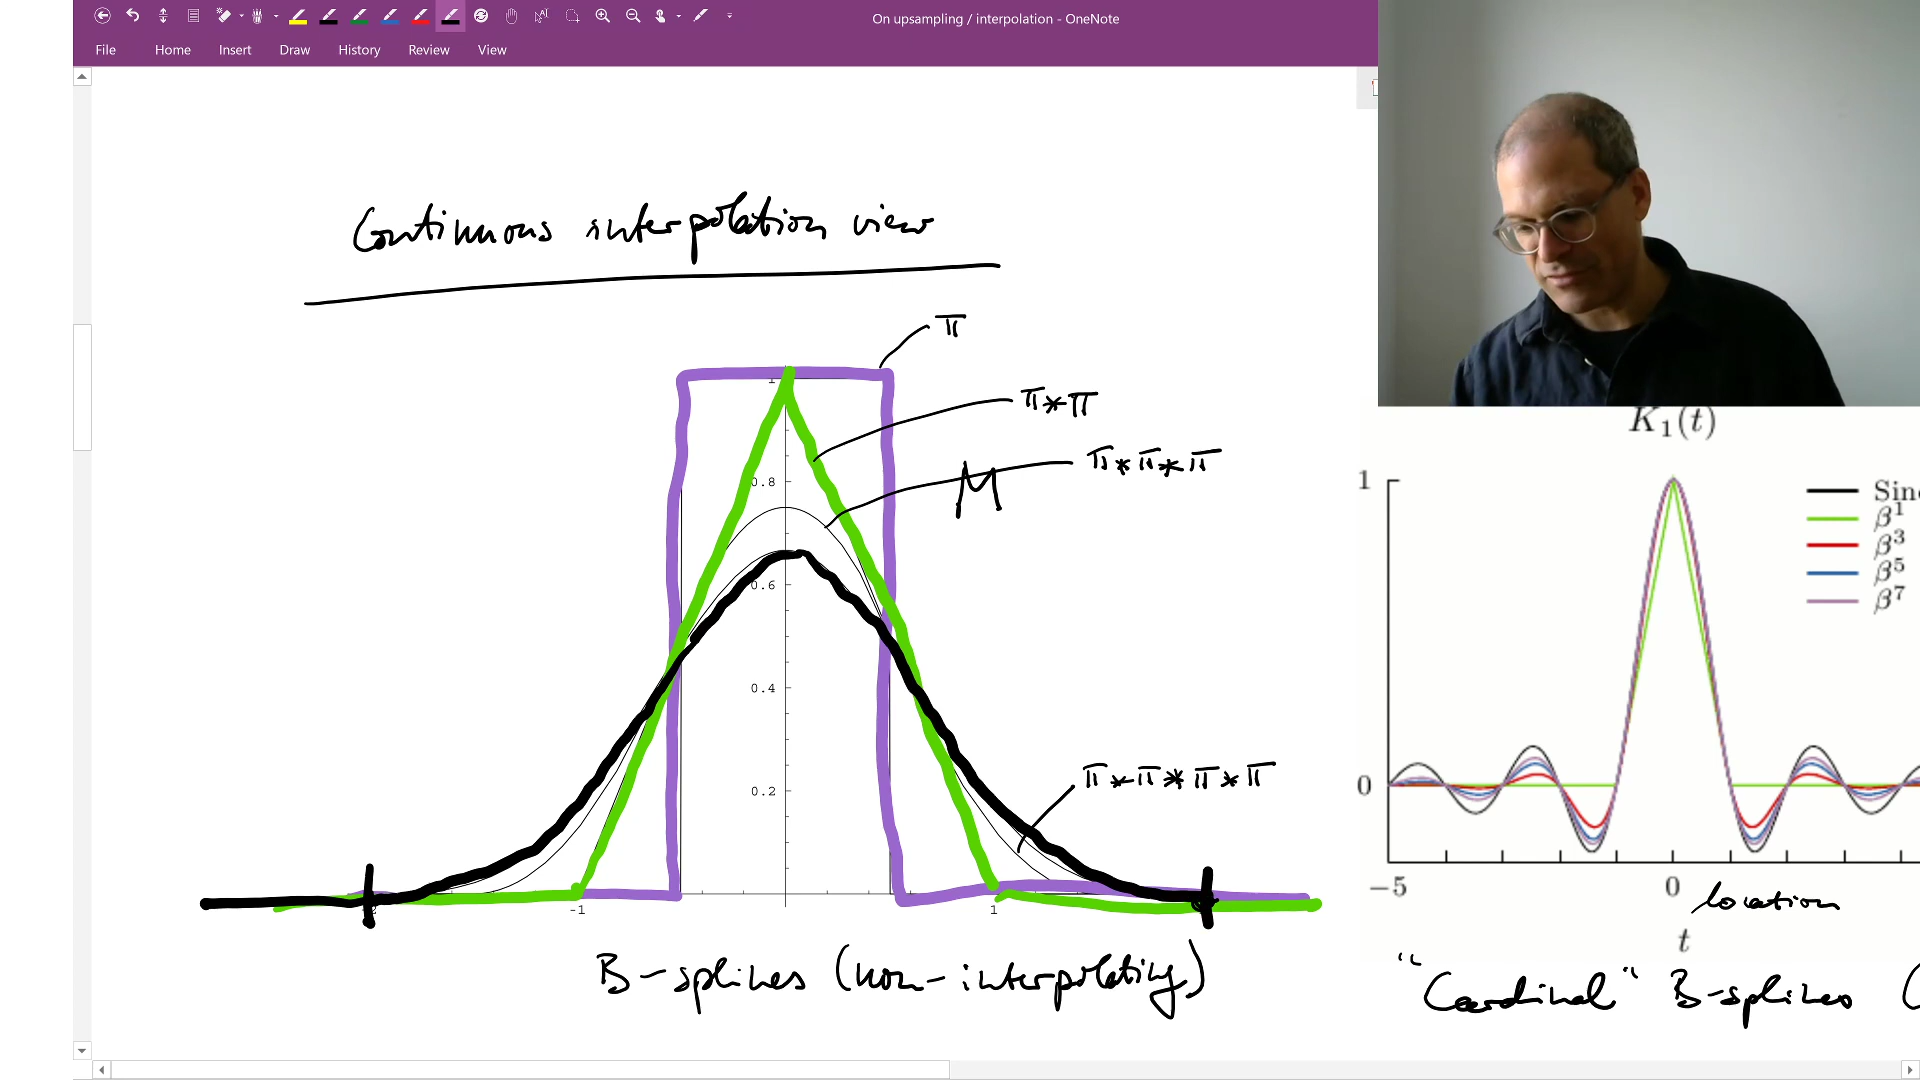 On upsampling / interpolation - OneNote
File Home Insert Draw History Review View
Continuous interpolation view
π
π*π
π*π*π
M
π*π*π*π
1
0.8
0.6
0.4
0.2
-1 1
B-splines (non-interpolating)
K₁(t)
1
0
Sinc
β¹
β³
β⁵
β⁷
−5 0 location
t
"Cardinal" B-splines (